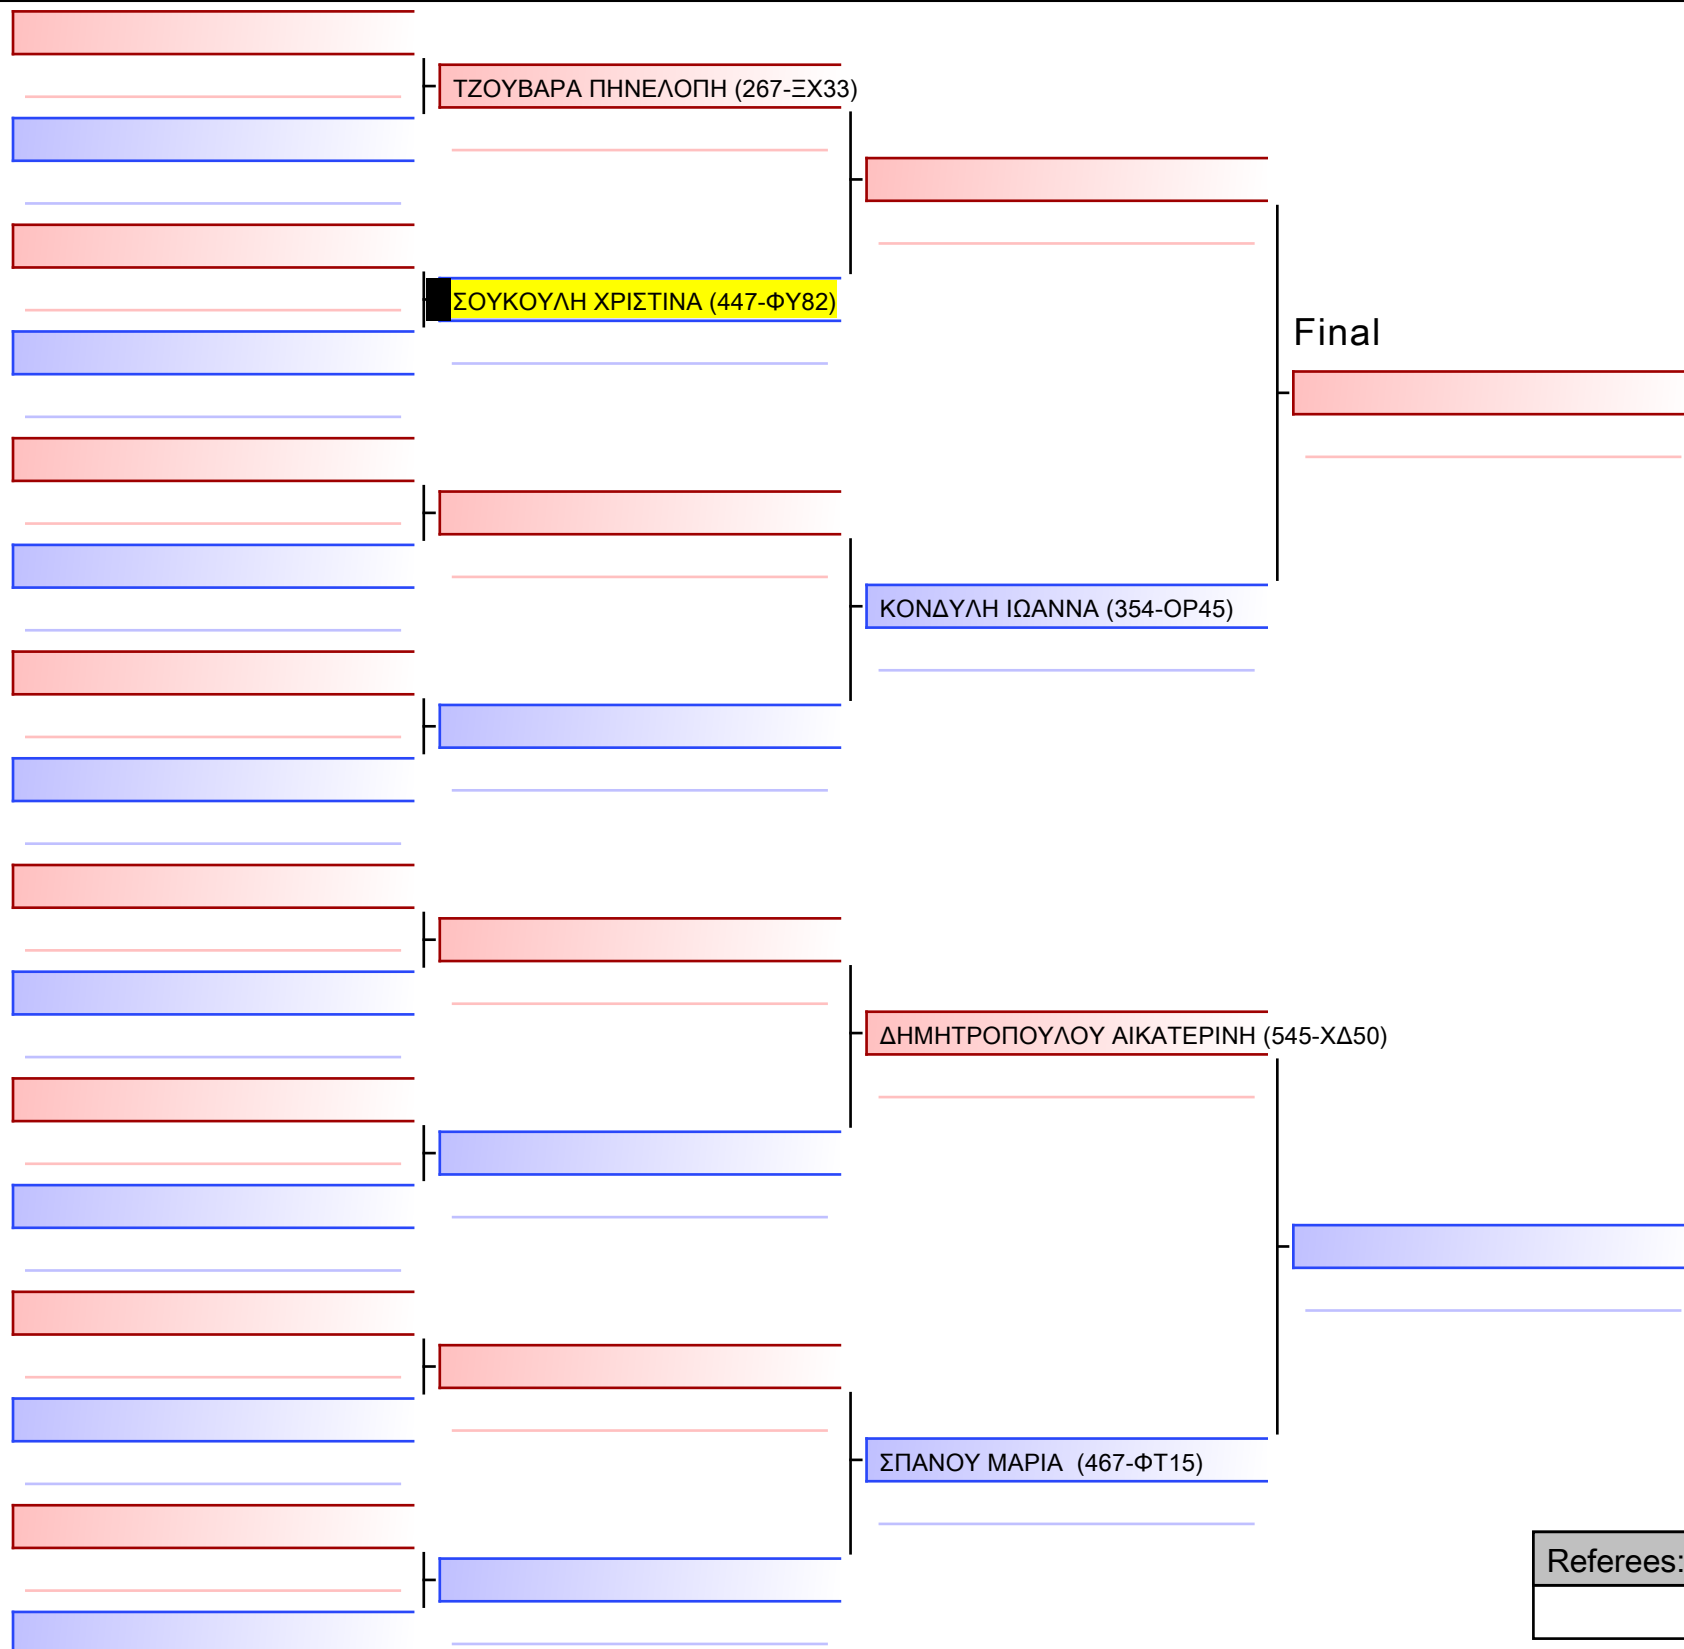 ΤΖΟΥΒΑΡΑ ΠΗΝΕΛΟΠΗ (267-ΞΧ33)
ΣΟΥΚΟΥΛΗ ΧΡΙΣΤΙΝΑ (447-ΦΥ82)
Final
ΚΟΝΔΥΛΗ ΙΩΑΝΝΑ (354-ΟΡ45)
ΔΗΜΗΤΡΟΠΟΥΛΟΥ ΑΙΚΑΤΕΡΙΝΗ (545-ΧΔ50)
ΣΠΑΝΟΥ ΜΑΡΙΑ (467-ΦΤ15)
Referees: